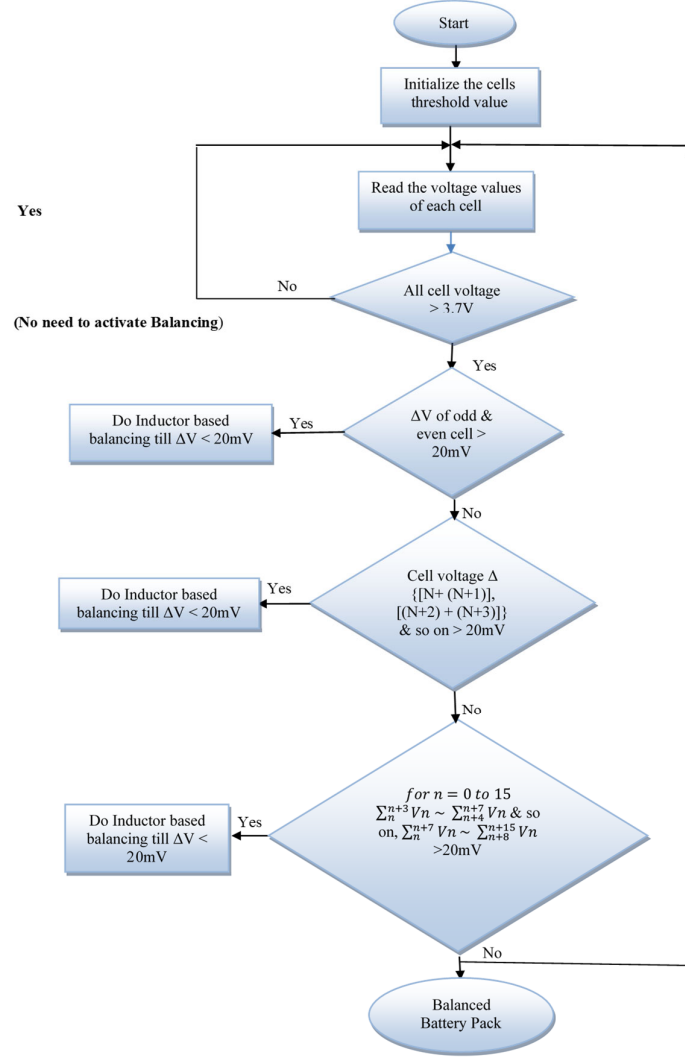 Start
Initialize the cells
threshold value
Read the voltage values
of each cell
Yes
No
All cell voltage
> 3.7V
(No need to activate Balancing)
Yes
Do Inductor based
balancing till ΔV < 20mV
Yes
ΔV of odd &
even cell >
20mV
No
Do Inductor based
balancing till ΔV < 20mV
Yes
Cell voltage Δ
{[N+ (N+1)],
[(N+2) + (N+3)]}
& so on > 20mV
No
Do Inductor based
balancing till ΔV <
20mV
Yes
for n = 0 to 15
∑ₙⁿ⁺³ Vn ~ ∑ₙ₊₄ⁿ⁺⁷ Vn & so
on, ∑ₙⁿ⁺⁷ Vn ~ ∑ₙ₊₈ⁿ⁺¹⁵ Vn
>20mV
No
Balanced
Battery Pack